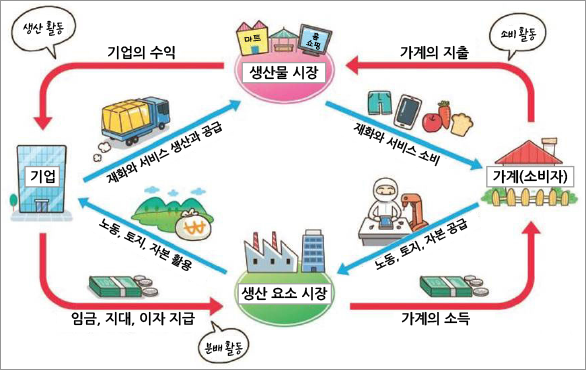 생산 활동
기업의 수익
마트
홈
쇼핑
생산물 시장
가계의 지출
소비 활동
재화와 서비스 생산과 공급
재화와 서비스 소비
기업
가계(소비자)
노동, 토지, 자본 활용
노동, 토지, 자본 공급
생산 요소 시장
임금, 지대, 이자 지급
가계의 소득
분배 활동